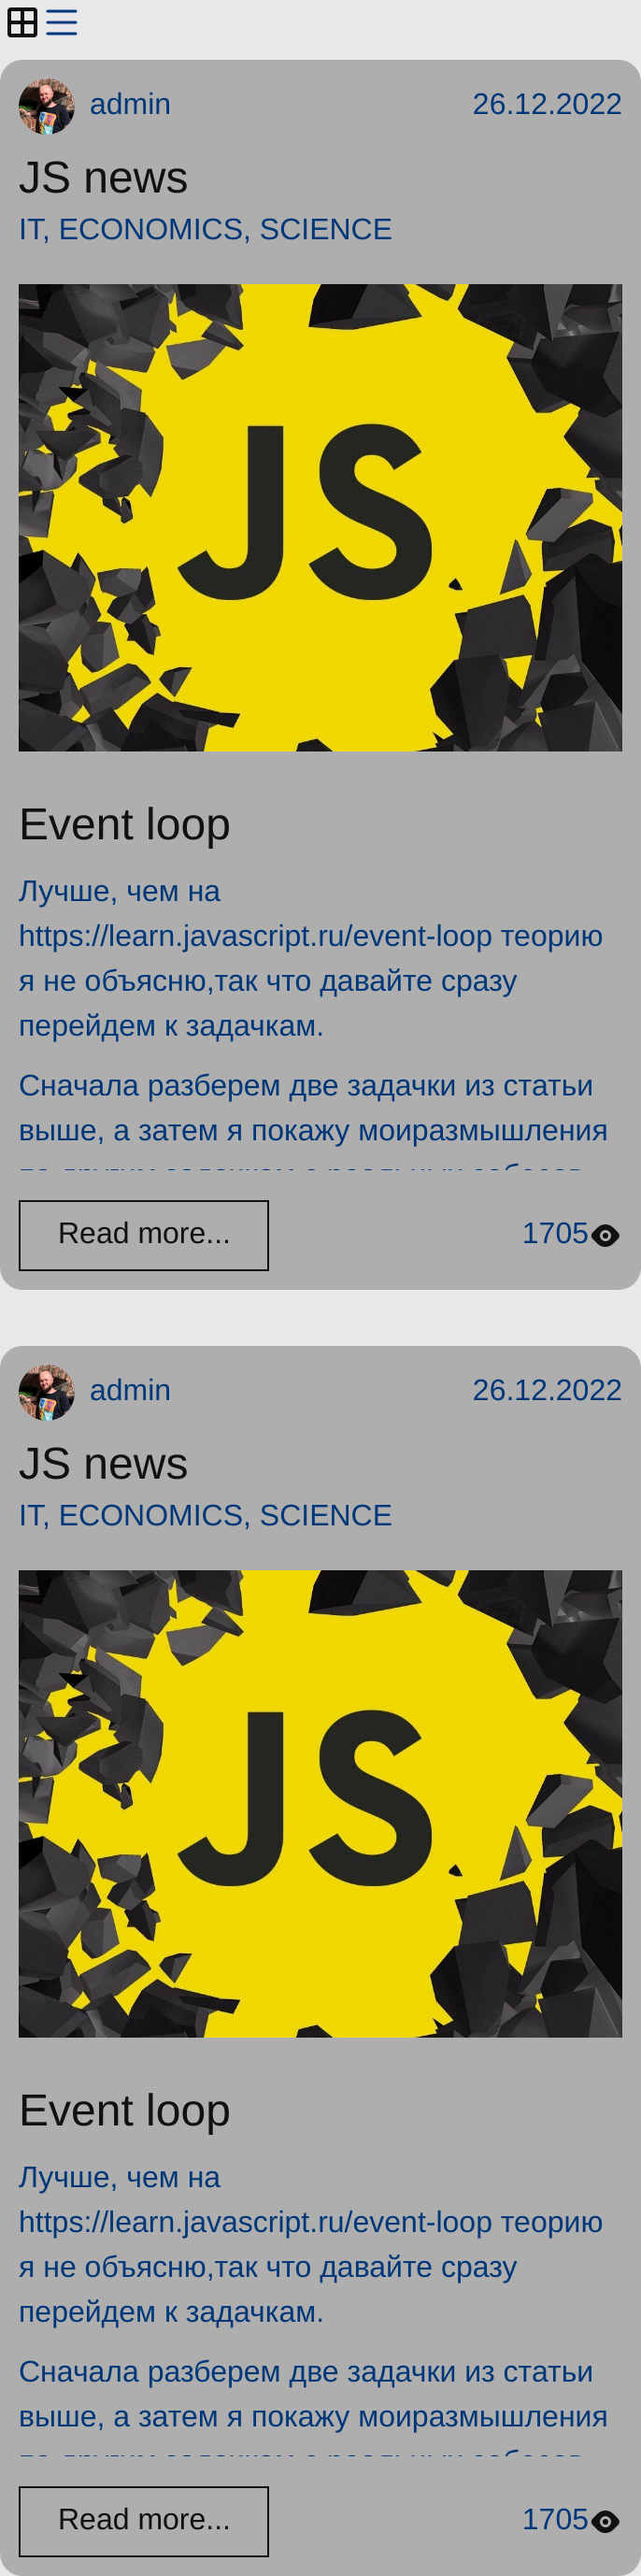 admin 26.12.2022
JS news
IT, ECONOMICS, SCIENCE
JS
Event loop
Лучше, чем на
https://learn.javascript.ru/event-loop теорию
я не объясню,так что давайте сразу
перейдем к задачкам.
Сначала разберем две задачки из статьи
выше, а затем я покажу моиразмышления
Read more... 1705
admin 26.12.2022
JS news
IT, ECONOMICS, SCIENCE
JS
Event loop
Лучше, чем на
https://learn.javascript.ru/event-loop теорию
я не объясню,так что давайте сразу
перейдем к задачкам.
Сначала разберем две задачки из статьи
выше, а затем я покажу моиразмышления
Read more... 1705